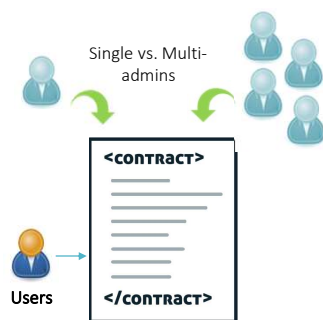 Single vs. Multi-
admins
<CONTRACT>
Users
</CONTRACT>